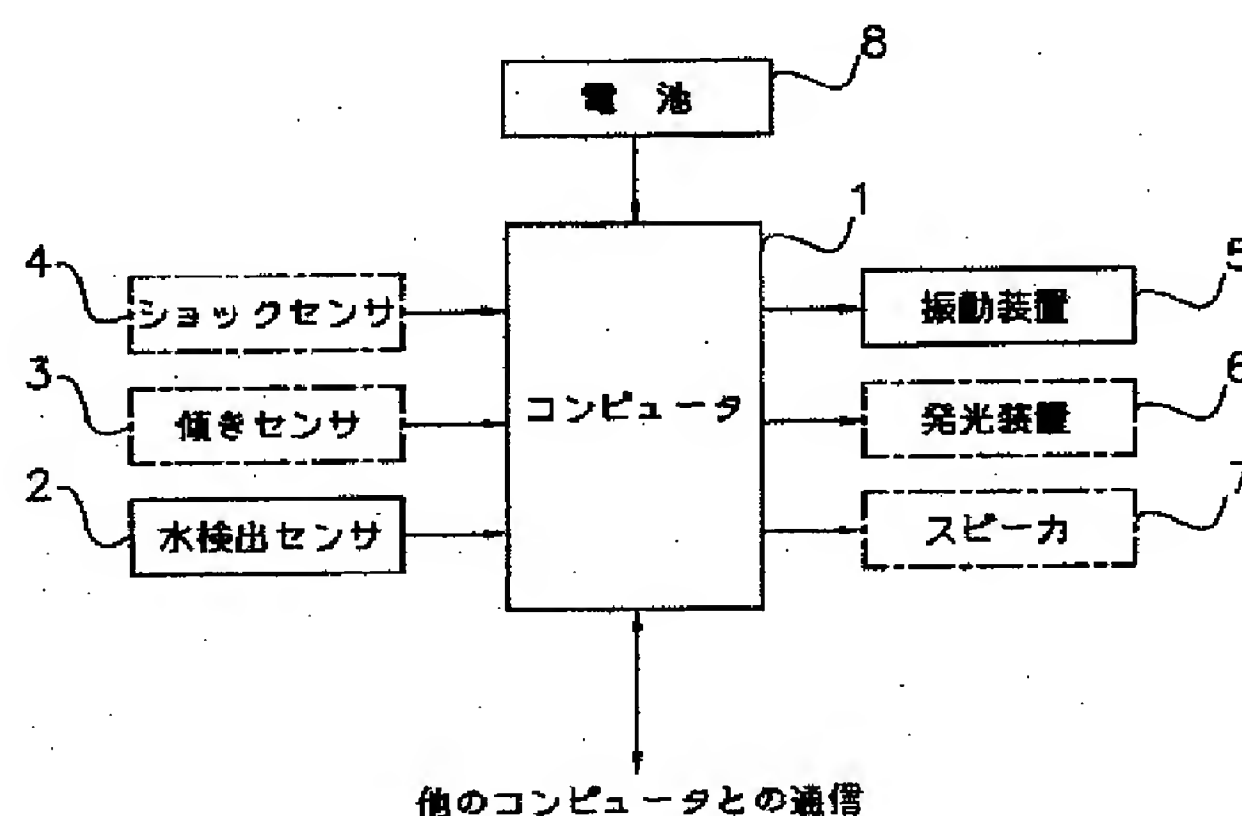 8
電 池
1
4
ショックセンサ
振動装置
5
3
傾きセンサ
コンピュータ
発光装置
6
2
水検出センサ
スピーカ
7
他のコンピュータとの通信